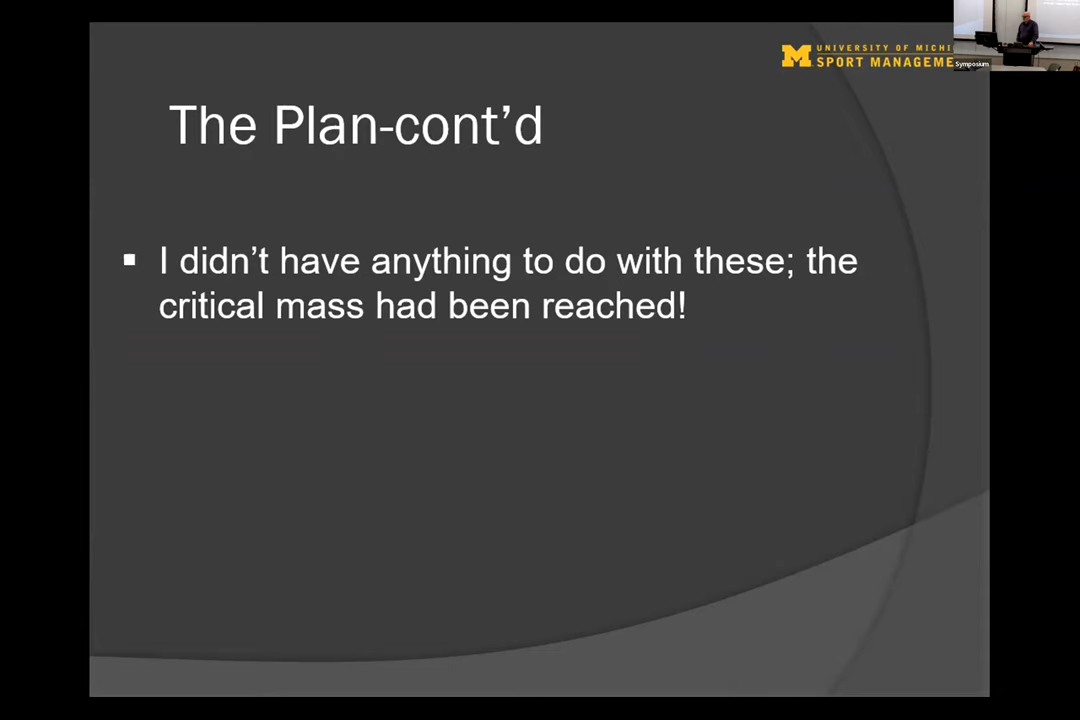 UNIVERSITY OF MICHI
SPORT MANAGEME
Symposium
The Plan-cont’d
▪ I didn’t have anything to do with these; the
critical mass had been reached!